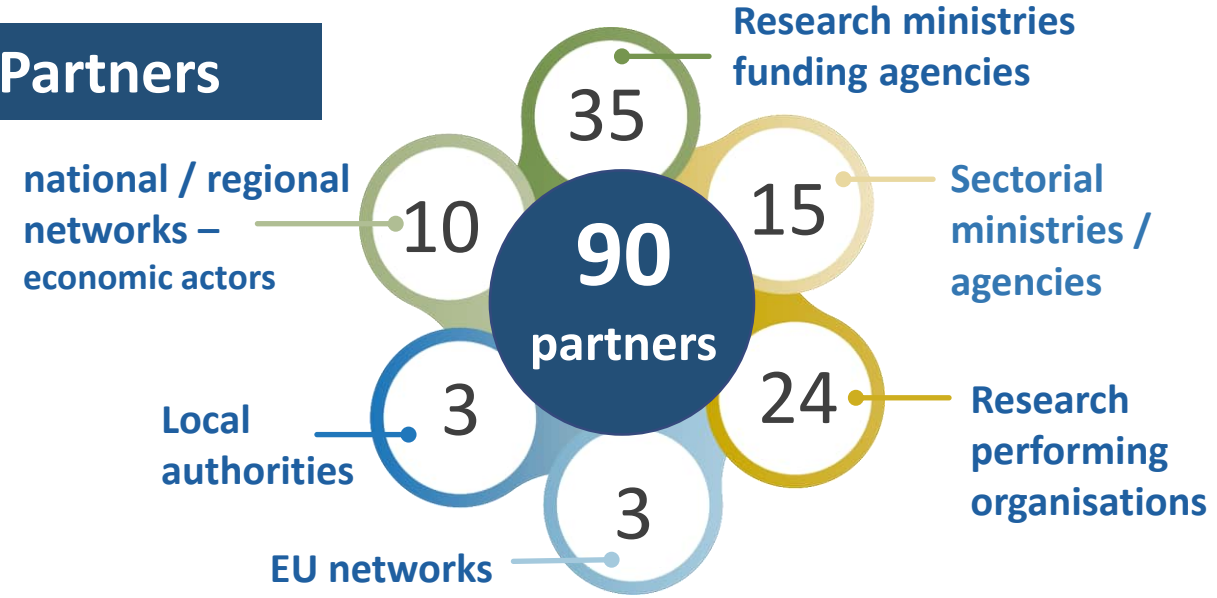 Partners
Research ministries
funding agencies
35
national / regional
networks –
economic actors
10
15
Sectorial
ministries /
agencies
90
partners
Local
authorities
3
24
Research
performing
organisations
3
EU networks